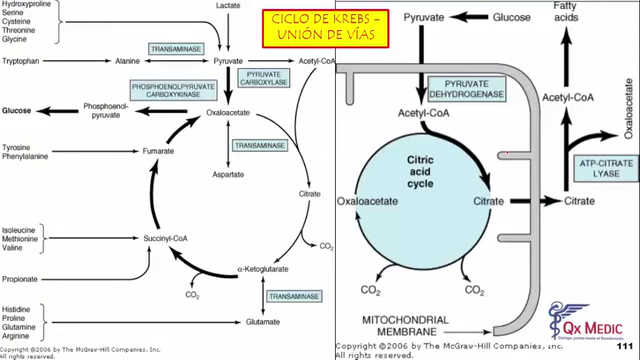 CICLO DE KREBS –
UNIÓN DE VÍAS
Hydroxyproline
Serine
Cysteine
Threonine
Glycine
Lactate
TRANSAMINASE
Tryptophan
Alanine
Pyruvate
Acetyl-CoA
PYRUVATE
CARBOXYLASE
PHOSPHOENOLPYRUVATE
CARBOXYKINASE
Glucose
Phosphoenol-
pyruvate
Oxaloacetate
TRANSAMINASE
Tyrosine
Phenylalanine
Fumarate
Aspartate
Citrate
Isoleucine
Methionine
Valine
Succinyl-CoA
CO2
α-Ketoglutarate
Propionate
CO2
TRANSAMINASE
Histidine
Proline
Glutamine
Arginine
Glutamate
Copyright ©2006 by The McGraw-Hill Companies, Inc.
All rights reserved.
Pyruvate
Glucose
Fatty
acids
PYRUVATE
DEHYDROGENASE
Acetyl-CoA
Acetyl-CoA
Oxaloacetate
Citric
acid
cycle
ATP-CITRATE
LYASE
Oxaloacetate
Citrate
Citrate
CO2
CO2
MITOCHONDRIAL
MEMBRANE
Qx MEDIC
111
Copyright ©2006 by The McGraw-Hill Companies, Inc.
All rights reserved.